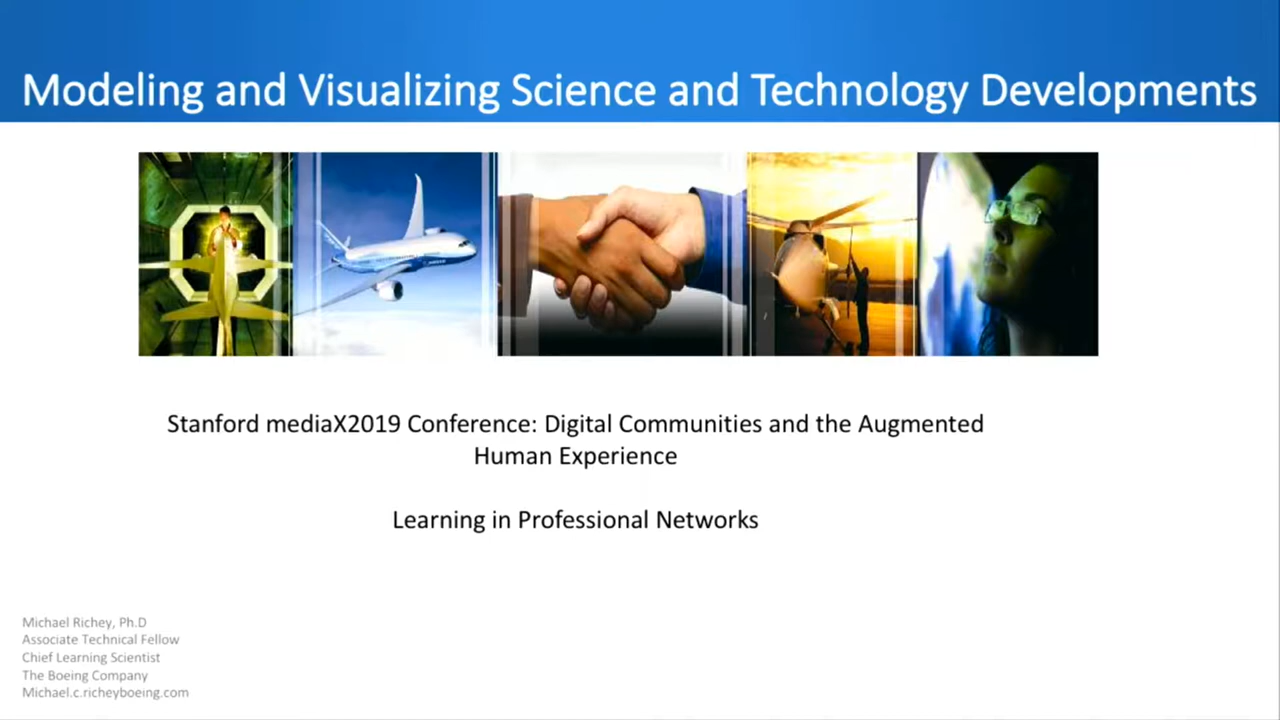 Modeling and Visualizing Science and Technology Developments
Stanford mediaX2019 Conference: Digital Communities and the Augmented
Human Experience
Learning in Professional Networks
Michael Richey, Ph.D
Associate Technical Fellow
Chief Learning Scientist
The Boeing Company
Michael.c.richeyboeing.com